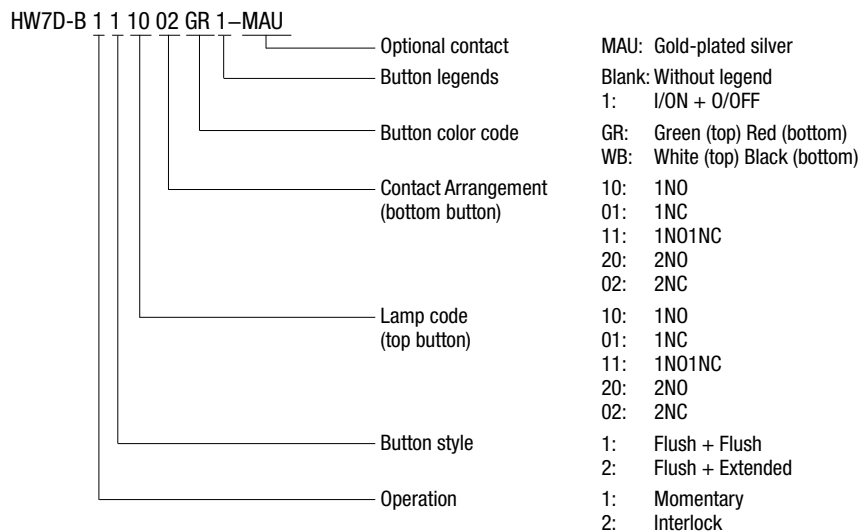 HW7D-B 1 1 10 02 GR 1–MAU
Optional contact MAU: Gold-plated silver
Button legends Blank: Without legend
1: I/ON + O/OFF
Button color code GR: Green (top) Red (bottom)
WB: White (top) Black (bottom)
Contact Arrangement 10: 1NO
(bottom button) 01: 1NC
11: 1NO1NC
20: 2NO
02: 2NC
Lamp code 10: 1NO
(top button) 01: 1NC
11: 1NO1NC
20: 2NO
02: 2NC
Button style 1: Flush + Flush
2: Flush + Extended
Operation 1: Momentary
2: Interlock